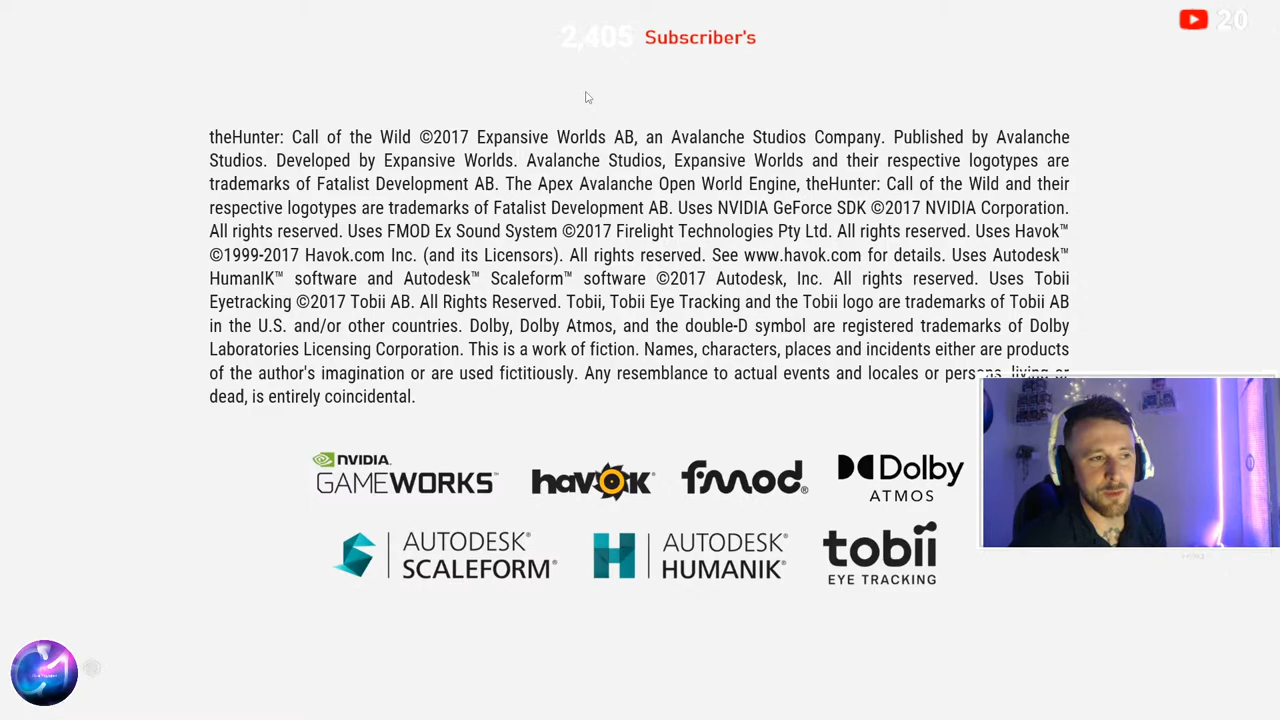 2,405 Subscriber's
20
theHunter: Call of the Wild ©2017 Expansive Worlds AB, an Avalanche Studios Company. Published by Avalanche
Studios. Developed by Expansive Worlds. Avalanche Studios, Expansive Worlds and their respective logotypes are
trademarks of Fatalist Development AB. The Apex Avalanche Open World Engine, theHunter: Call of the Wild and their
respective logotypes are trademarks of Fatalist Development AB. Uses NVIDIA GeForce SDK ©2017 NVIDIA Corporation.
All rights reserved. Uses FMOD Ex Sound System ©2017 Firelight Technologies Pty Ltd. All rights reserved. Uses Havok™
©1999-2017 Havok.com Inc. (and its Licensors). All rights reserved. See www.havok.com for details. Uses Autodesk™
HumanIK™ software and Autodesk™ Scaleform™ software ©2017 Autodesk, Inc. All rights reserved. Uses Tobii
Eyetracking ©2017 Tobii AB. All Rights Reserved. Tobii, Tobii Eye Tracking and the Tobii logo are trademarks of Tobii AB
in the U.S. and/or other countries. Dolby, Dolby Atmos, and the double-D symbol are registered trademarks of Dolby
Laboratories Licensing Corporation. This is a work of fiction. Names, characters, places and incidents either are products
of the author's imagination or are used fictitiously. Any resemblance to actual events and locales or persons, living or
dead, is entirely coincidental.
NVIDIA.
GAMEWORKS™
havok®
fmod®
Dolby
ATMOS
AUTODESK®
SCALEFORM®
AUTODESK®
HUMANIK®
tobii
EYE TRACKING